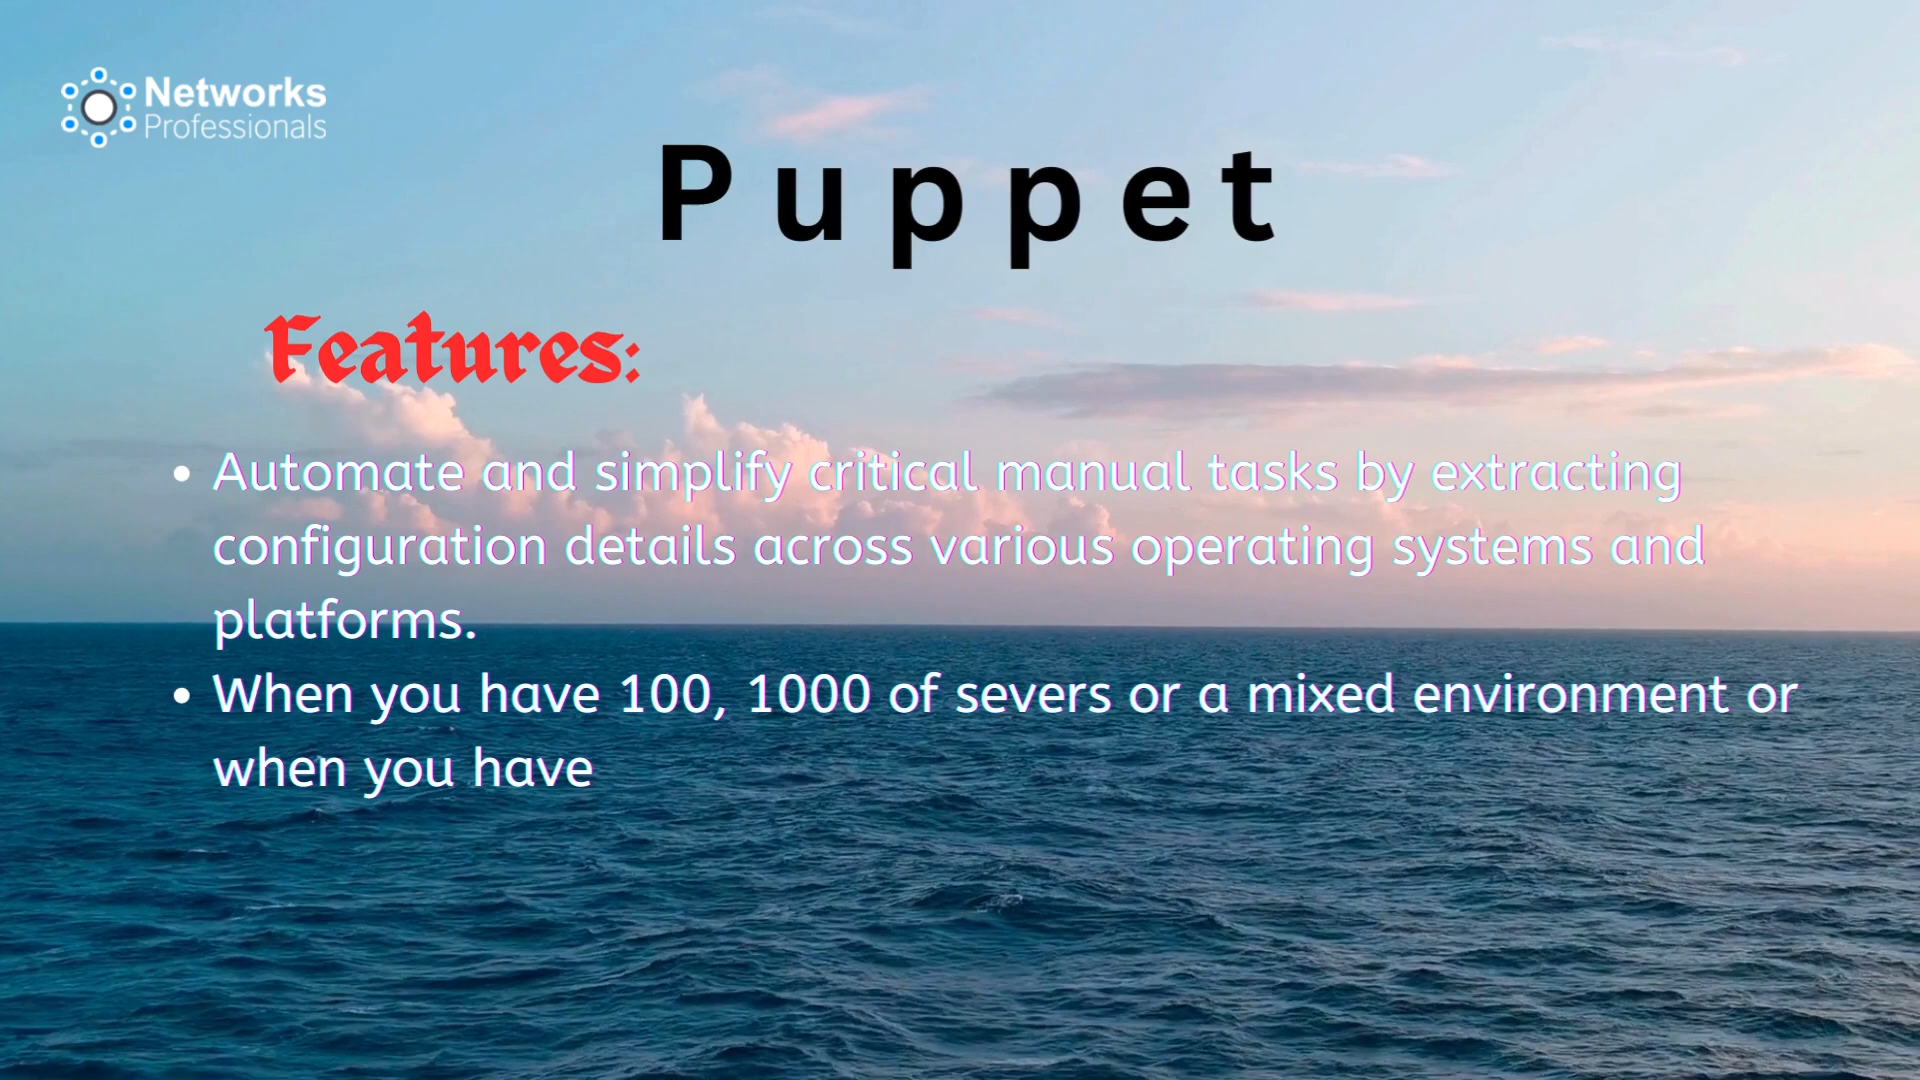 Networks
Professionals
Puppet
Features:
• Automate and simplify critical manual tasks by extracting
configuration details across various operating systems and
platforms.
• When you have 100, 1000 of severs or a mixed environment or
when you have